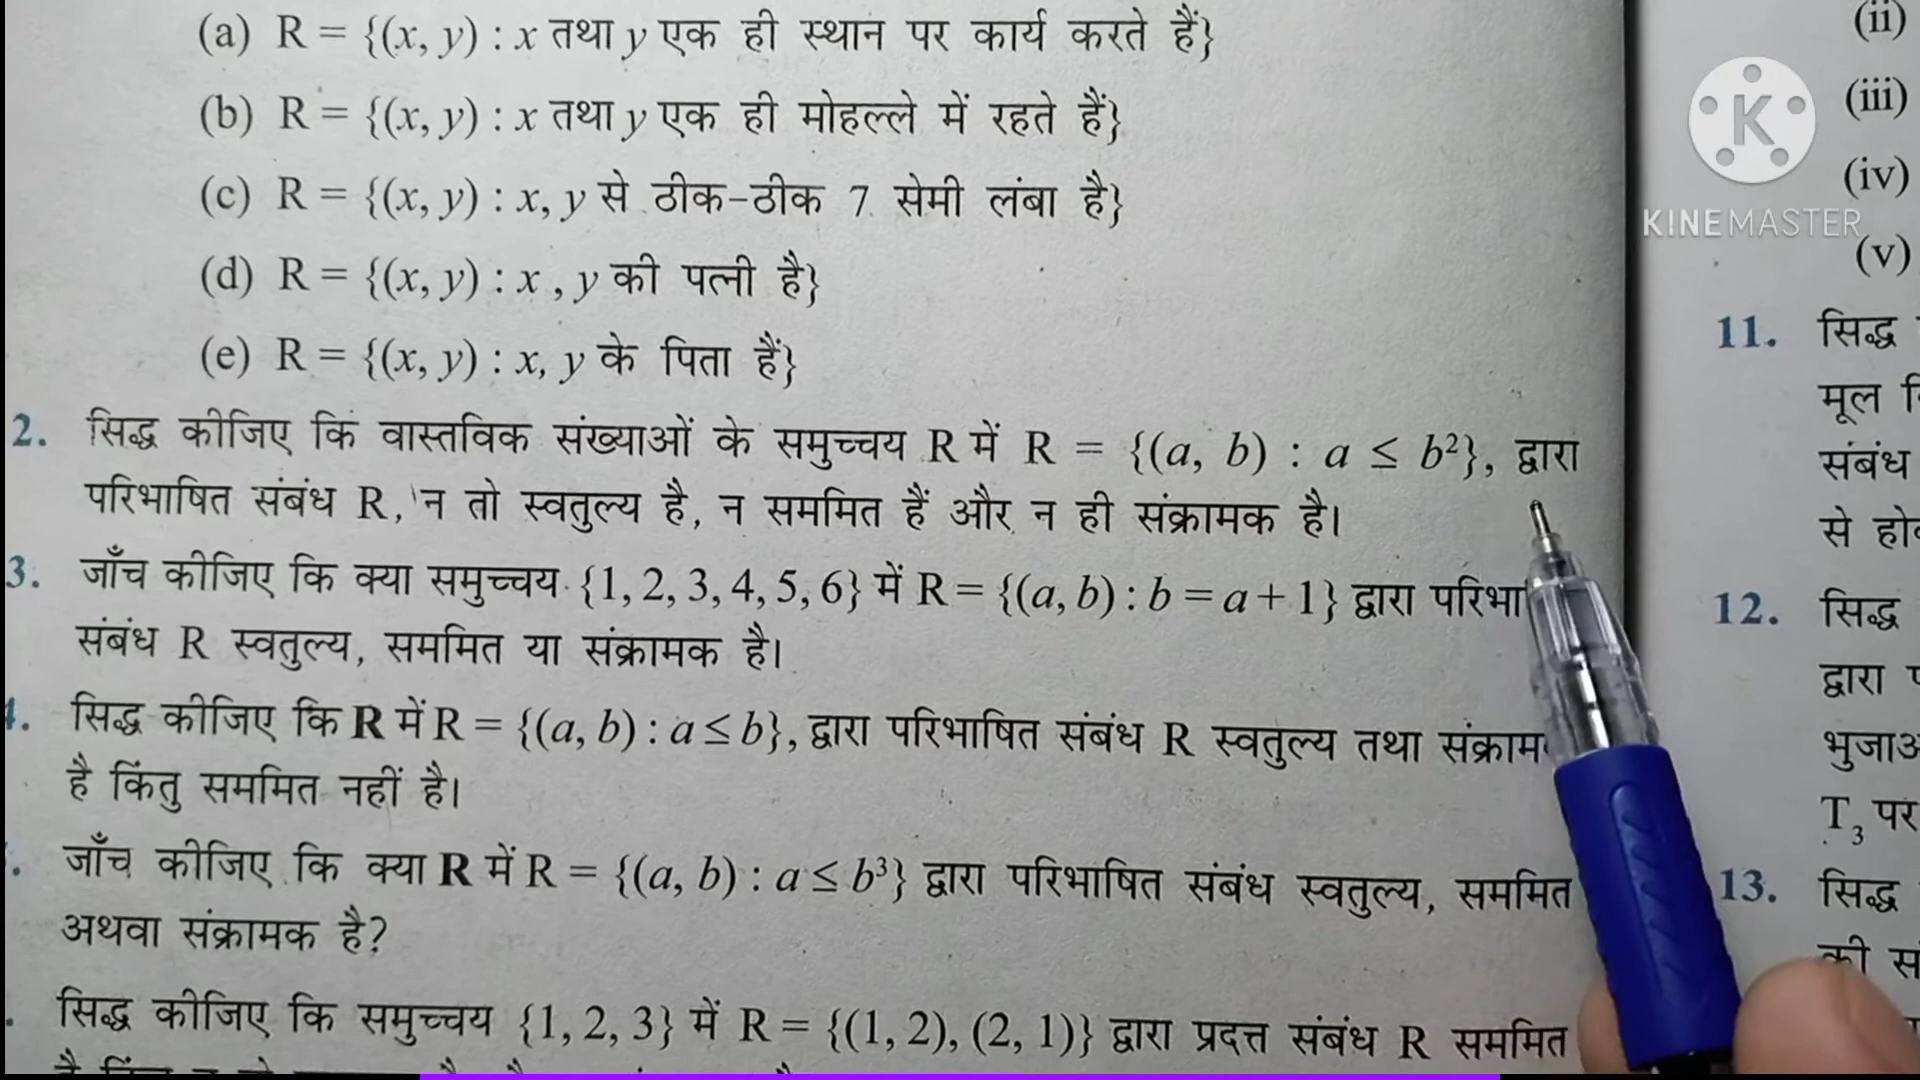 (a) R = {(x, y) : x तथा y एक ही स्थान पर कार्य करते हैं}
(b) R = {(x, y) : x तथा y एक ही मोहल्ले में रहते हैं}
(c) R = {(x, y) : x, y से ठीक-ठीक 7 सेमी लंबा है}
(d) R = {(x, y) : x , y की पत्नी है}
(e) R = {(x, y) : x, y के पिता हैं}
2. सिद्ध कीजिए कि वास्तविक संख्याओं के समुच्चय R में R = {(a, b) : a ≤ b²}, द्वारा
परिभाषित संबंध R, न तो स्वतुल्य है, न सममित हैं और न ही संक्रामक है।
3. जाँच कीजिए कि क्या समुच्चय {1, 2, 3, 4, 5, 6} में R = {(a, b) : b = a + 1} द्वारा
संबंध R स्वतुल्य, सममित या संक्रामक है।
सिद्ध कीजिए कि R में R = {(a, b) : a ≤ b}, द्वारा परिभाषित संबंध R स्वतुल्य तथा
है किंतु सममित नहीं है।
जाँच कीजिए कि क्या R में R = {(a, b) : a ≤ b³} द्वारा परिभाषित संबंध स्वतुल्य, सममित
अथवा संक्रामक है?
सिद्ध कीजिए कि समुच्चय {1, 2, 3} में R = {(1, 2), (2, 1)} द्वारा प्रदत्त संबंध R सममित
(ii)
(iii)
(iv)
(v)
11. सिद्ध
मूल
संबंध
से
12. सिद्ध
द्वारा
T₃ पर
13. सिद्ध
की
K
KINEMASTER